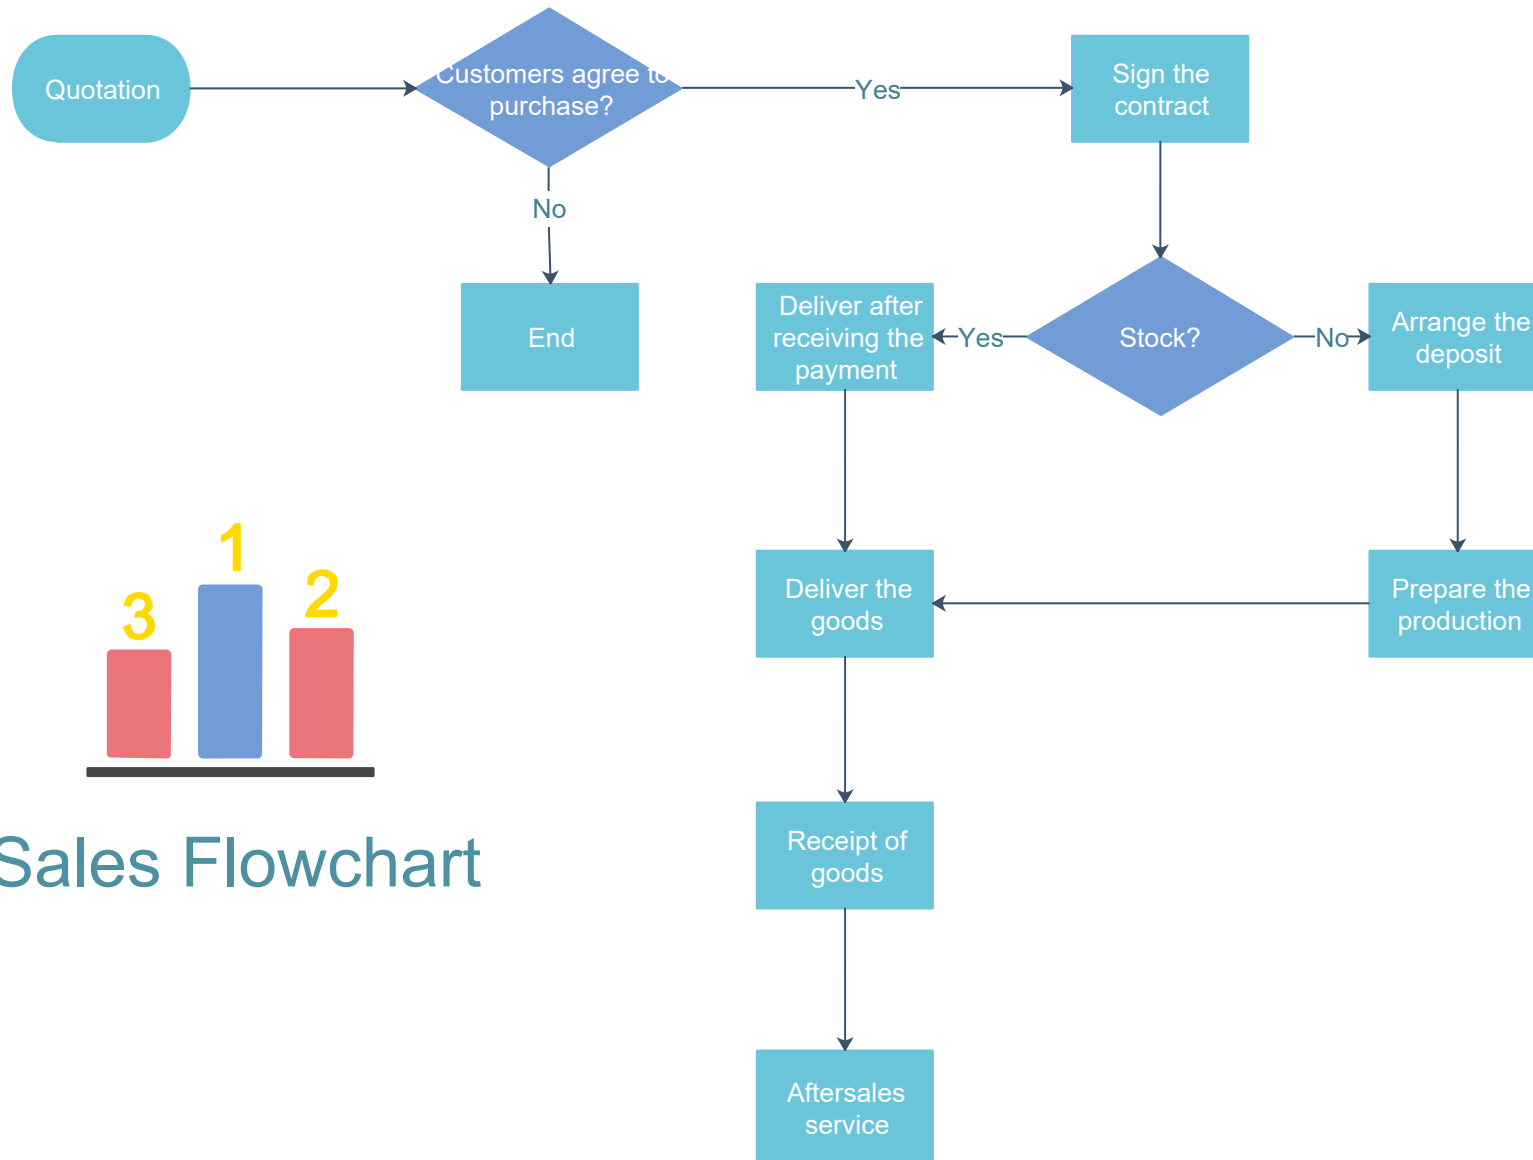 Quotation
Customers agree to
purchase?
Yes
Sign the
contract
No
End
Deliver after
receiving the
payment
Yes
Stock?
No
Arrange the
deposit
1
2
3
Deliver the
goods
Prepare the
production
Sales Flowchart
Receipt of
goods
Aftersales
service